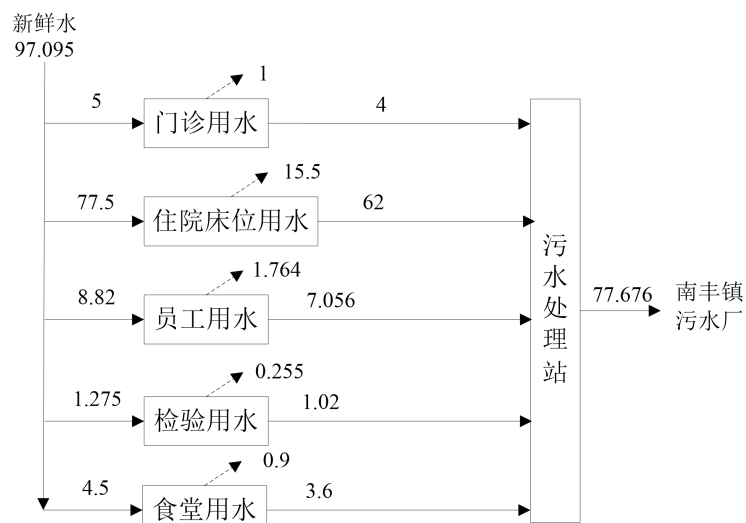 新鲜水
97.095
1
5
门诊用水
4
15.5
77.5
住院床位用水
62
1.764
8.82
员工用水
7.056
0.255
1.275
检验用水
1.02
0.9
4.5
食堂用水
3.6
污水处理站
77.676
南丰镇
污水厂